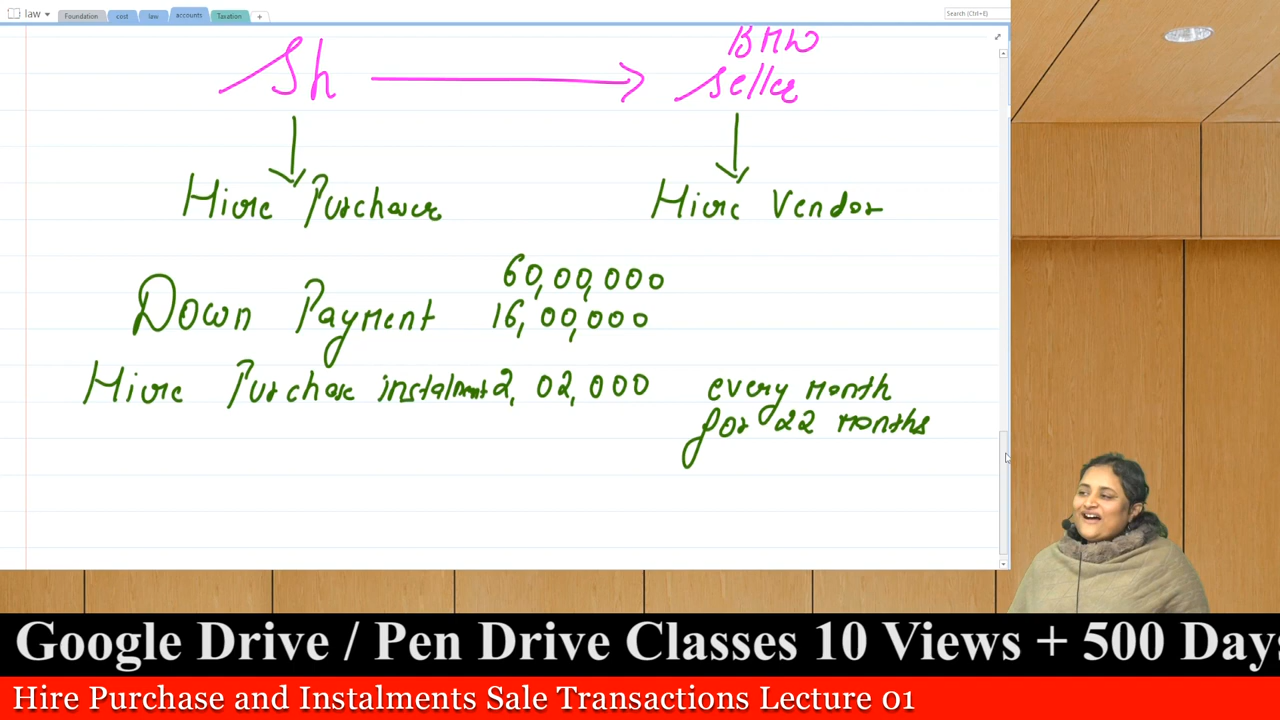 law
Foundation cost law accounts Taxation
Search (Ctrl+E)
Sh
BMW
Seller
Hire Purchaser
Hire Vendor
60,00,000
Down Payment 16,00,000
Hire Purchase instalment 2,02,000 every month
for 22 months
Google Drive / Pen Drive Classes 10 Views + 500 Days
Hire Purchase and Instalments Sale Transactions Lecture 01